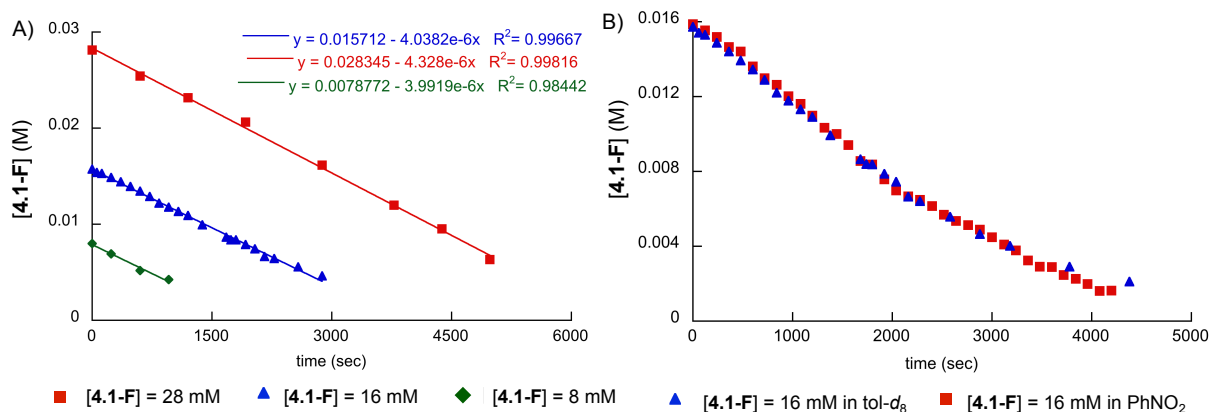 A)
y = 0.015712 - 4.0382e-6x R²= 0.99667
y = 0.028345 - 4.328e-6x R²= 0.99816
y = 0.0078772 - 3.9919e-6x R²= 0.98442
[4.1-F] (M)
0.03
0.02
0.01
0
0
1500
3000
4500
6000
time (sec)
[4.1-F] = 28 mM
[4.1-F] = 16 mM
[4.1-F] = 8 mM
B)
[4.1-F] (M)
0.016
0.012
0.008
0.004
0
0
1000
2000
3000
4000
5000
time (sec)
[4.1-F] = 16 mM in tol-d₈
[4.1-F] = 16 mM in PhNO₂